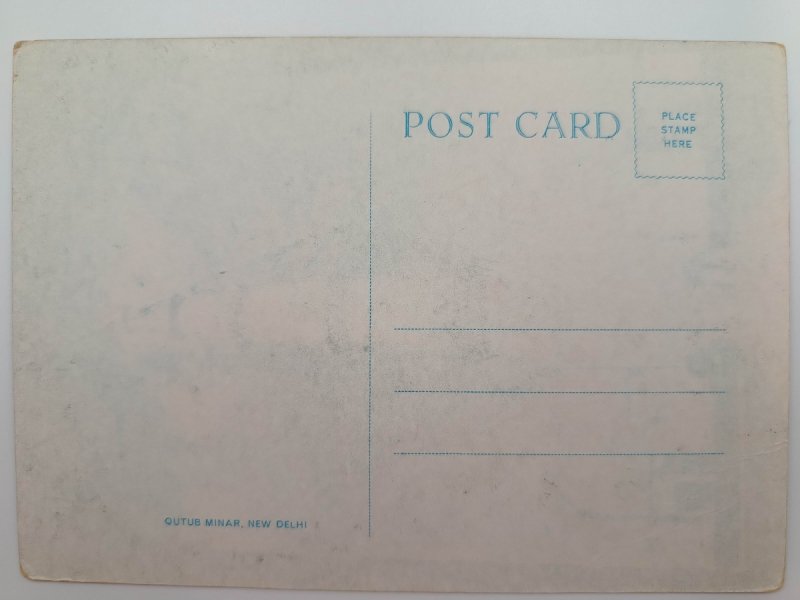 POST CARD
PLACE
STAMP
HERE
QUTUB MINAR, NEW DELHI